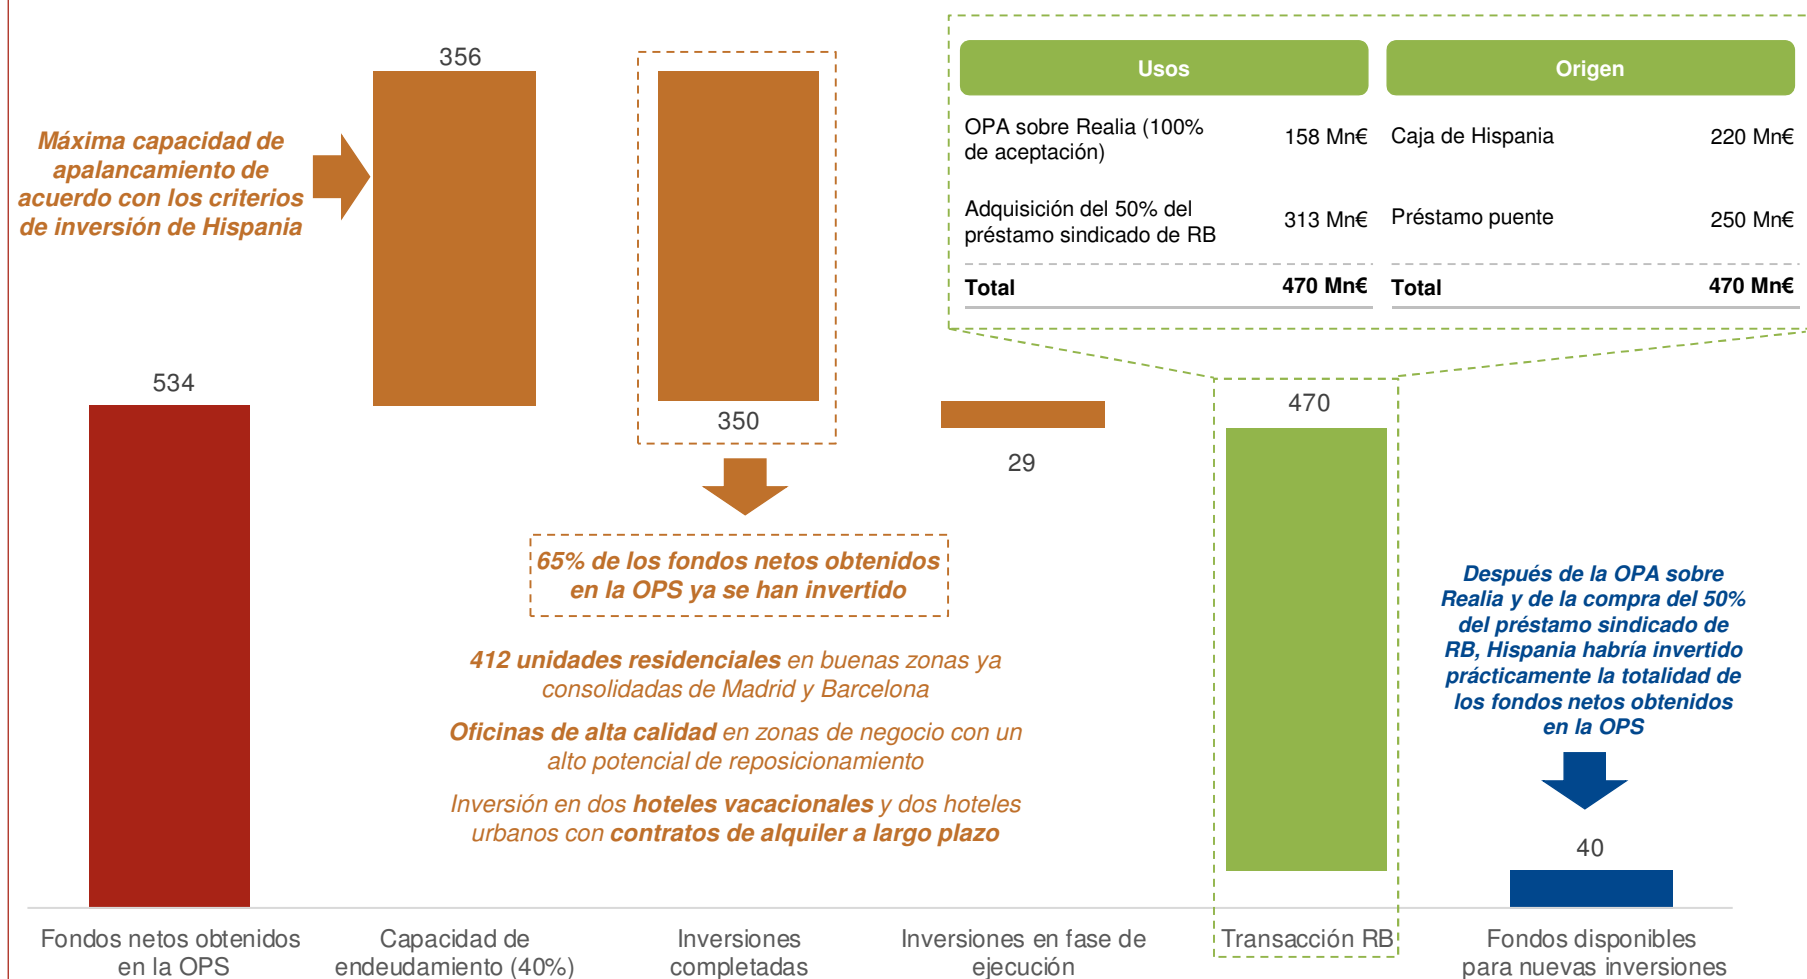 356
Máxima capacidad de
apalancamiento de
acuerdo con los criterios
de inversión de Hispania
Usos
Origen
OPA sobre Realia (100%
de aceptación)
158 Mn€
Caja de Hispania
220 Mn€
Adquisición del 50% del
préstamo sindicado de RB
313 Mn€
Préstamo puente
250 Mn€
Total
470 Mn€
Total
470 Mn€
534
350
29
470
65% de los fondos netos obtenidos
en la OPS ya se han invertido
412 unidades residenciales en buenas zonas ya
consolidadas de Madrid y Barcelona
Oficinas de alta calidad en zonas de negocio con un
alto potencial de reposicionamiento
Inversión en dos hoteles vacacionales y dos hoteles
urbanos con contratos de alquiler a largo plazo
Después de la OPA sobre
Realia y de la compra del 50%
del préstamo sindicado de
RB, Hispania habría invertido
prácticamente la totalidad de
los fondos netos obtenidos
en la OPS
40
Fondos netos obtenidos
en la OPS
Capacidad de
endeudamiento (40%)
Inversiones
completadas
Inversiones en fase de
ejecución
Transacción RB
Fondos disponibles
para nuevas inversiones